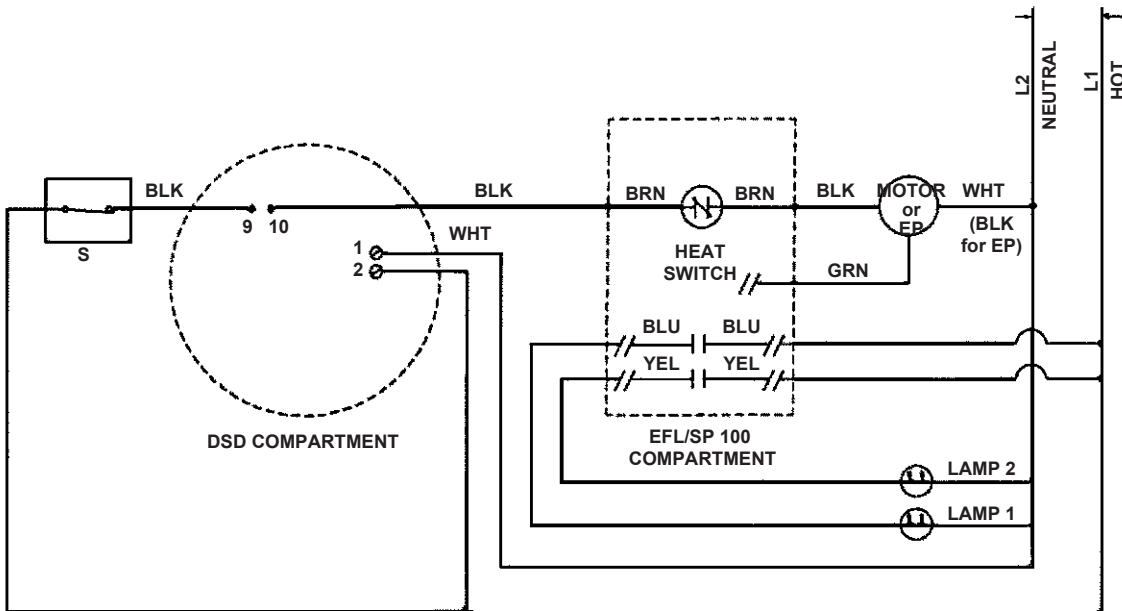 L2
NEUTRAL
L1
HOT
BLK
S
9 10
BLK
WHT
1
2
DSD COMPARTMENT
BRN
BRN
HEAT
SWITCH
BLK
MOTOR
or
EP
WHT
(BLK
for EP)
GRN
BLU
BLU
YEL
YEL
EFL/SP 100
COMPARTMENT
LAMP 2
LAMP 1